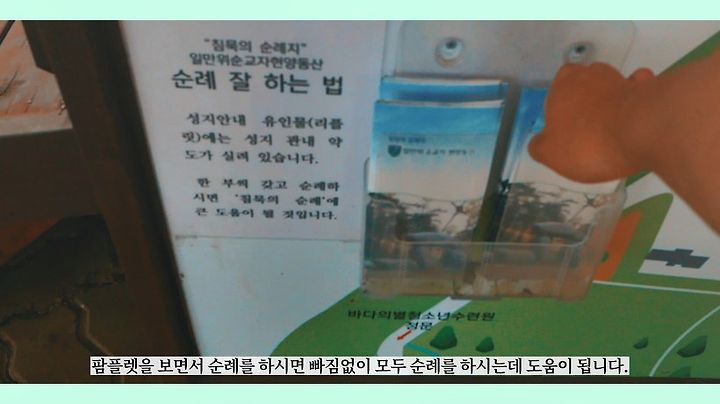 "침묵의 순례지"
일만위순교자현양동산
순례 잘 하는 법
성지안내 유인물(리플
릿)에는 성지 관내 약
도가 실려 있습니다.
한 부씩 갖고 순례하
시면 '침묵의 순례'에
큰 도움이 될 것입니다.
바다의별청소년수련원
정문
팜플렛을 보면서 순례를 하시면 빠짐없이 모두 순례를 하시는데 도움이 됩니다.